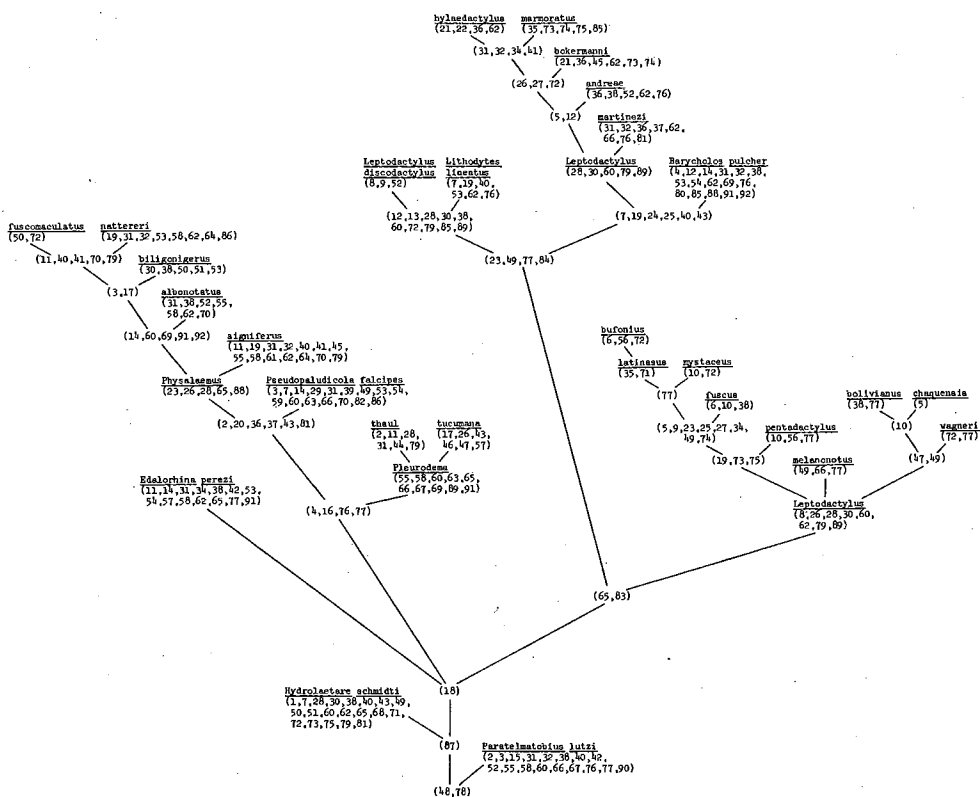 hylaedactylus
(21,22,36,62)
marmoratus
(35,73,74,75,85)
(31,32,34,41)
bokermanni
(21,36,45,62,73,74)
(26,27,72)
andreae
(36,38,52,62,76)
(5,12)
martinezi
(31,32,36,37,62,
66,76,81)
Leptodactylus
discodactylus
(8,9,52)
Lithodytes
lineatus
(7,19,40,
53,62,76)
Leptodactylus
(28,30,60,79,89)
Barycholos pulcher
(4,12,14,31,32,38,
53,54,62,69,76,
80,85,88,91,92)
(12,13,28,30,38,
60,72,79,85,89)
(7,19,24,25,40,43)
(23,49,77,84)
fuscomaculatus
(50,72)
nattereri
(19,31,32,53,58,62,64,86)
(11,40,41,70,79)
biligonigerus
(30,38,50,51,53)
(3,17)
albonotatus
(31,38,52,55,
58,62,70)
(14,60,69,91,92)
signiferus
(11,19,31,32,40,41,45,
55,58,61,62,64,70,79)
Physalaemus
(23,26,28,65,88)
Pseudopaludicola falcipes
(3,7,14,29,31,39,49,53,54,
59,60,63,66,70,82,86)
(2,20,36,37,43,81)
thaul
(2,11,28,
31,44,79)
tucumana
(17,26,43,
46,47,57)
Pleurodema
(55,58,60,63,65,
66,67,69,89,91)
(4,16,76,77)
Edalorhina perezi
(11,14,31,34,38,42,53,
54,57,58,62,65,77,91)
bufonius
(6,56,72)
latinasus
(35,71)
mystaceus
(10,72)
(77)
fuscus
(6,10,38)
(5,9,23,25,27,34,
49,74)
pentadactylus
(10,56,77)
(19,73,75)
melanonotus
(49,66,77)
bolivianus
(38,77)
chaquensis
(5)
(10)
wagneri
(72,77)
(47,49)
Leptodactylus
(8,26,28,30,60,
62,79,89)
(65,83)
(18)
Hydrolaetare schmidti
(1,7,28,30,38,40,43,49,
50,51,60,62,65,68,71,
72,73,75,79,81)
(87)
Paratelmatobius lutzi
(2,3,15,31,32,38,40,42,
52,55,58,60,66,67,76,77,90)
(48,78)